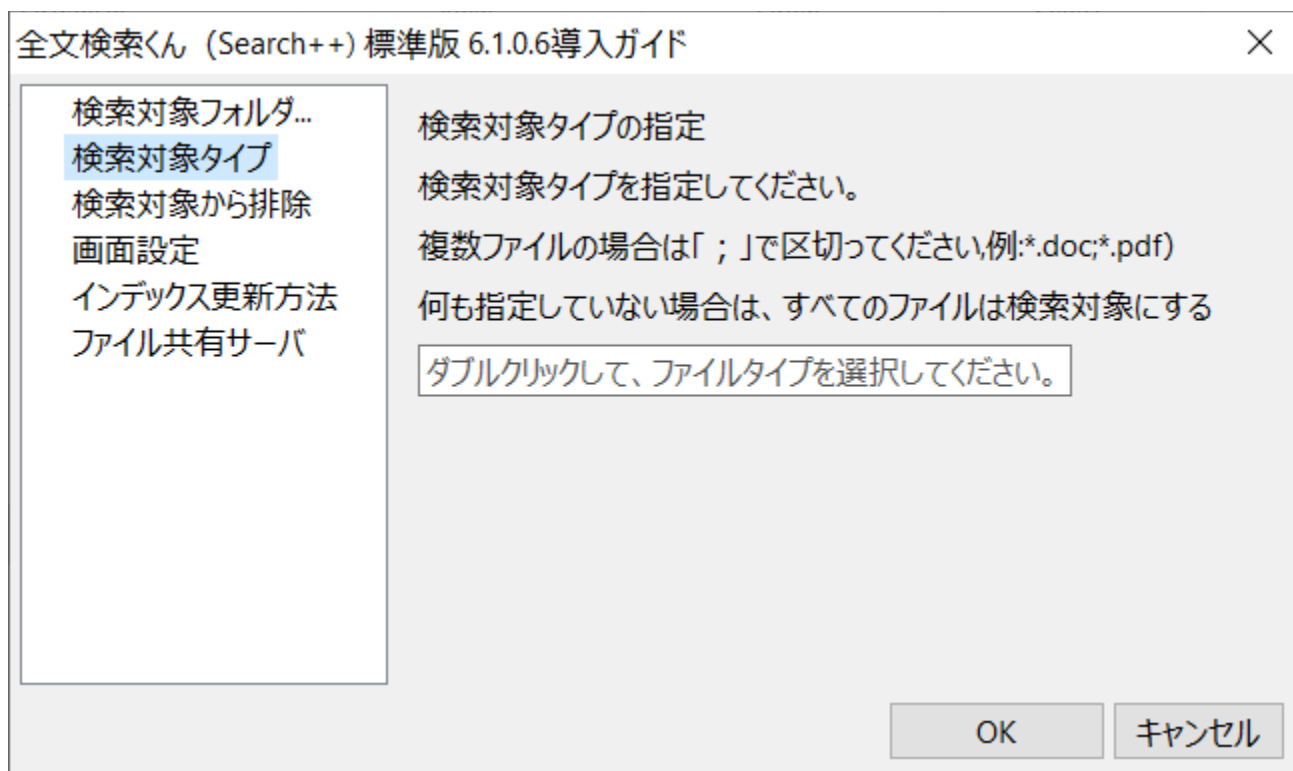 全文検索くん (Search++) 標準版 6.1.0.6導入ガイド
検索対象フォルダ...
検索対象タイプ
検索対象から排除
画面設定
インデックス更新方法
ファイル共有サーバ
検索対象タイプの指定
検索対象タイプを指定してください。
複数ファイルの場合は「 ; 」で区切ってください,例:*.doc;*.pdf)
何も指定していない場合は、すべてのファイルは検索対象にする
ダブルクリックして、ファイルタイプを選択してください。
OK
キャンセル